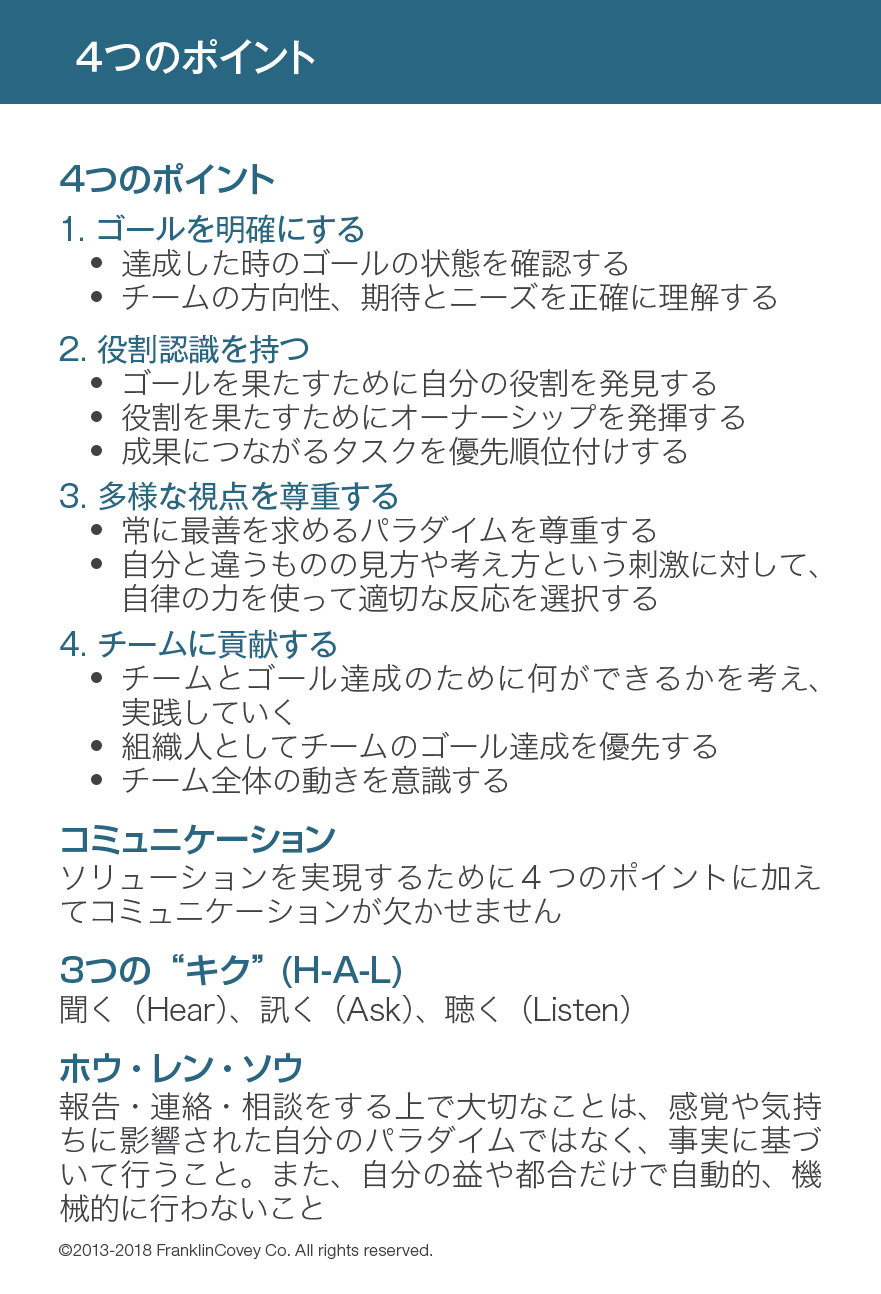 4つのポイント
4つのポイント
1. ゴールを明確にする
• 達成した時のゴールの状態を確認する
• チームの方向性、期待とニーズを正確に理解する
2. 役割認識を持つ
• ゴールを果たすために自分の役割を発見する
• 役割を果たすためにオーナーシップを発揮する
• 成果につながるタスクを優先順位付けする
3. 多様な視点を尊重する
• 常に最善を求めるパラダイムを尊重する
• 自分と違うものの見方や考え方という刺激に対して、
自律の力を使って適切な反応を選択する
4. チームに貢献する
• チームとゴール達成のために何ができるかを考え、
実践していく
• 組織人としてチームのゴール達成を優先する
• チーム全体の動きを意識する
コミュニケーション
ソリューションを実現するために４つのポイントに加え
てコミュニケーションが欠かせません
3つの“キク”(H-A-L)
聞く（Hear）、訊く（Ask）、聴く（Listen）
ホウ・レン・ソウ
報告・連絡・相談をする上で大切なことは、感覚や気持
ちに影響された自分のパラダイムではなく、事実に基づ
いて行うこと。また、自分の益や都合だけで自動的、機
械的に行わないこと
©2013-2018 FranklinCovey Co. All rights reserved.